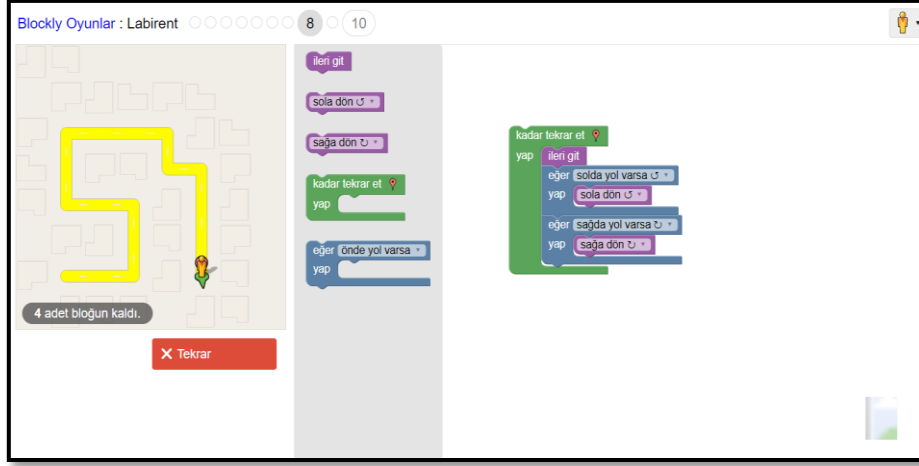 Blockly Oyunlar : Labirent 8 10
ileri git
sola dön ↺
sağa dön ↻
kadar tekrar et
yap
eğer önde yol varsa
yap
4 adet bloğun kaldı.
Tekrar
kadar tekrar et
yap ileri git
eğer solda yol varsa ↺
yap sola dön ↺
eğer sağda yol varsa ↻
yap sağa dön ↻